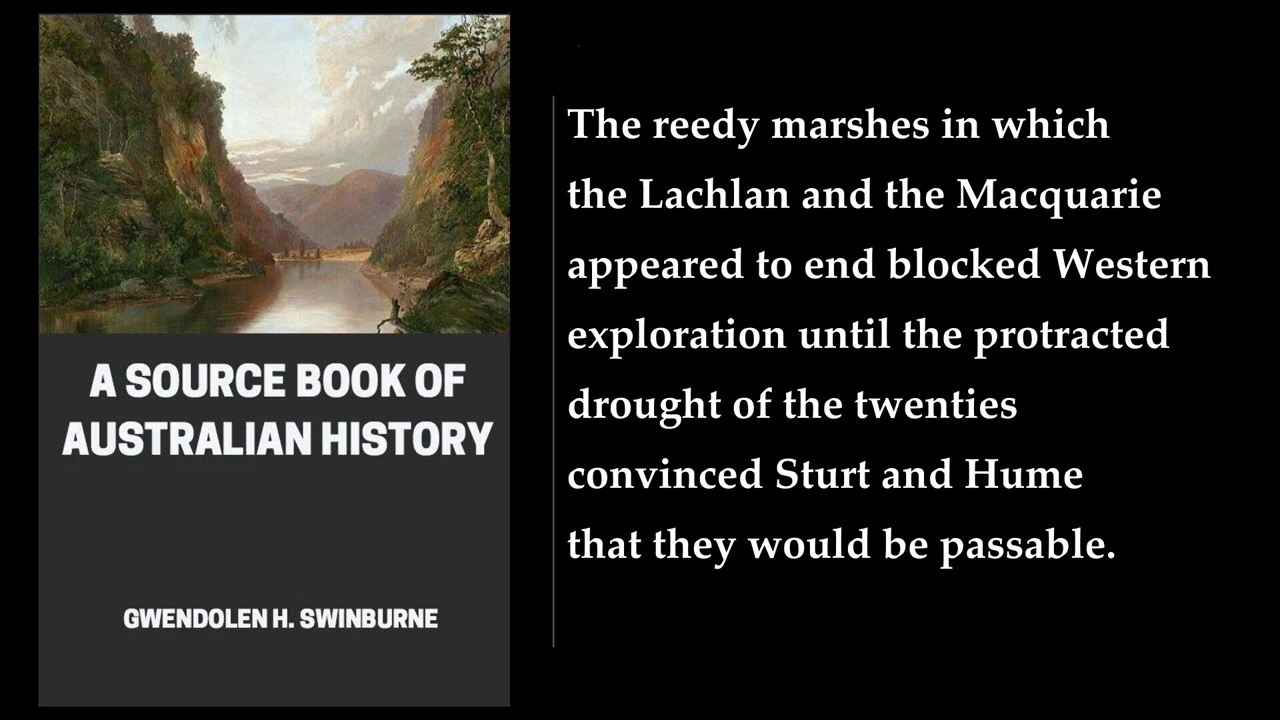 A SOURCE BOOK OF
AUSTRALIAN HISTORY
GWENDOLEN H. SWINBURNE
The reedy marshes in which
the Lachlan and the Macquarie
appeared to end blocked Western
exploration until the protracted
drought of the twenties
convinced Sturt and Hume
that they would be passable.